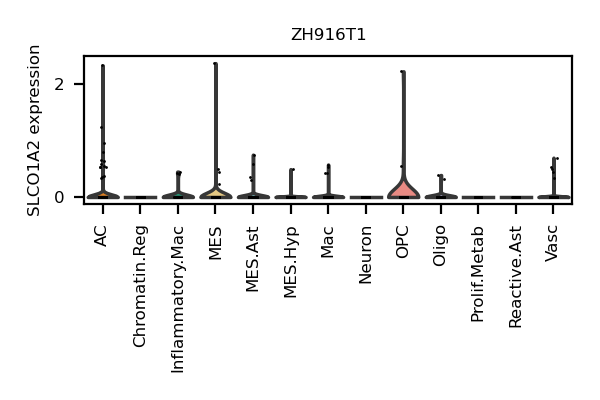 ZH916T1
SLCO1A2 expression
2
0
AC
Chromatin.Reg
Inflammatory.Mac
MES
MES.Ast
MES.Hyp
Mac
Neuron
OPC
Oligo
Prolif.Metab
Reactive.Ast
Vasc